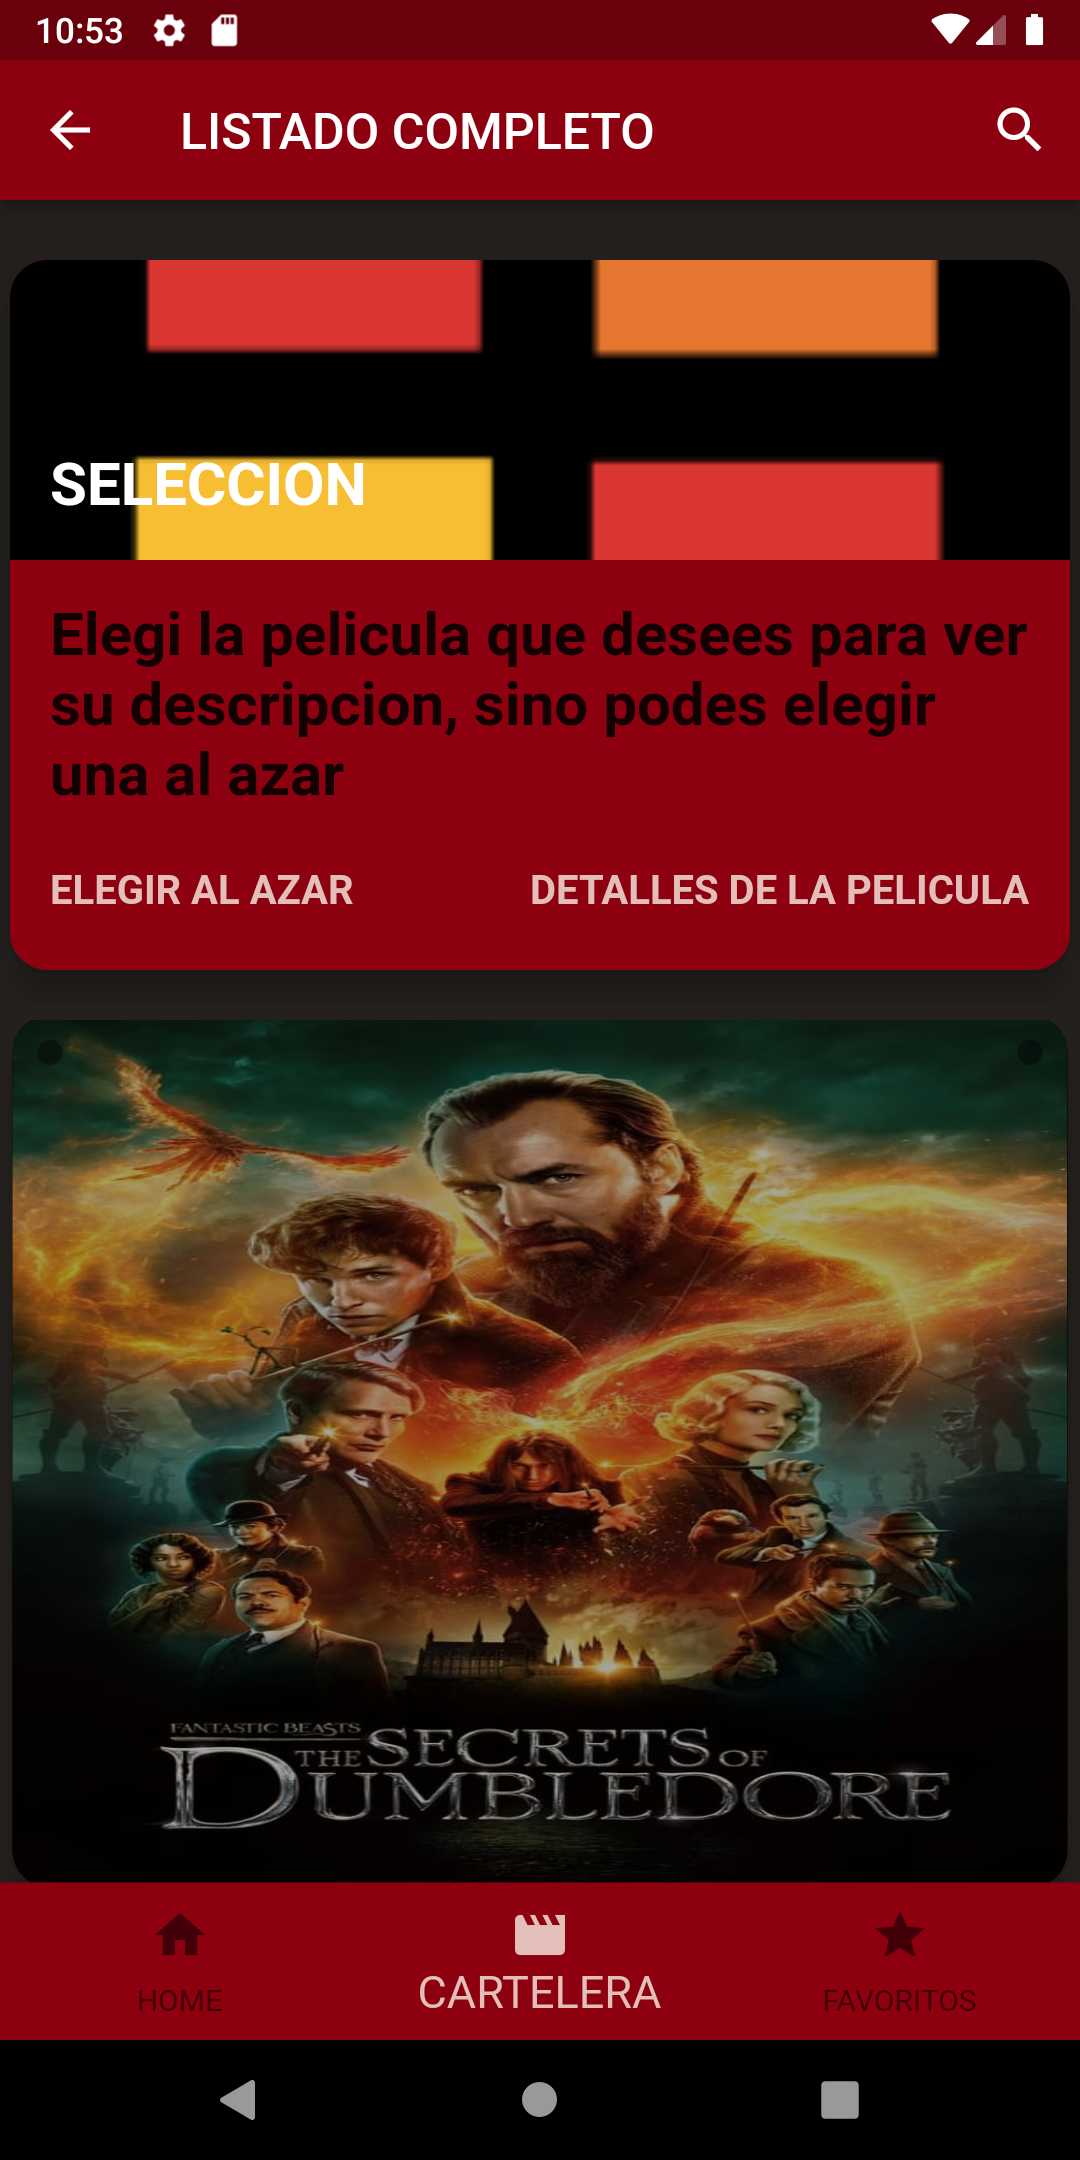 10:53
LISTADO COMPLETO
SELECCION
Elegi la pelicula que desees para ver
su descripcion, sino podes elegir
una al azar
ELEGIR AL AZAR
DETALLES DE LA PELICULA
FANTASTIC BEASTS
THE SECRETS OF
DUMBLEDORE
HOME
CARTELERA
FAVORITOS